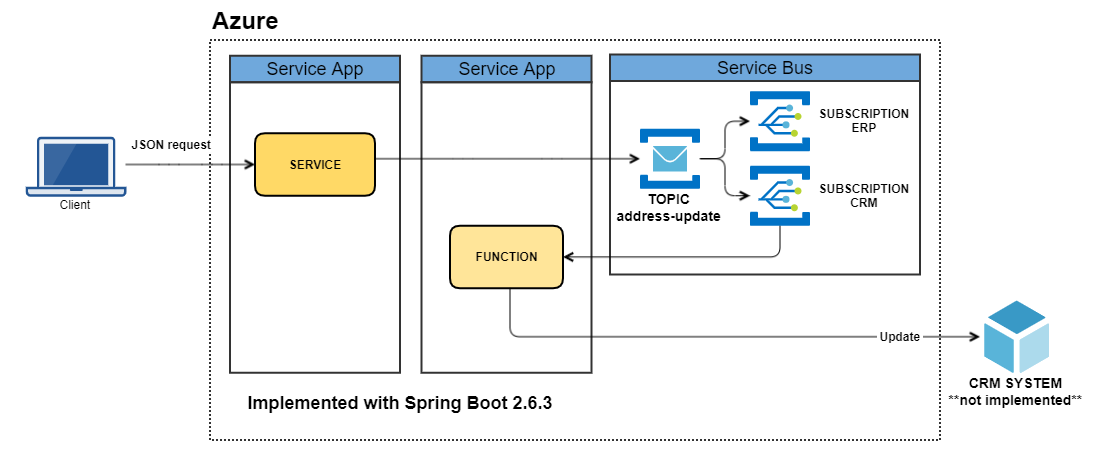 Azure
Service App
Service App
Service Bus
JSON request
Client
SERVICE
TOPIC
address-update
SUBSCRIPTION
ERP
SUBSCRIPTION
CRM
FUNCTION
Update
CRM SYSTEM
**not implemented**
Implemented with Spring Boot 2.6.3